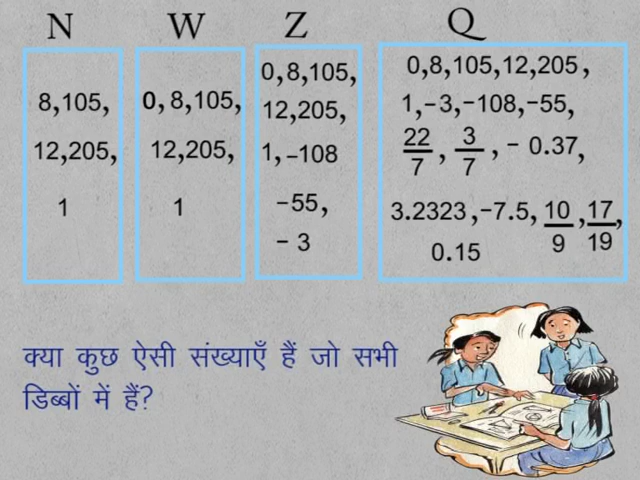 N W Z Q
8,105,
12,205,
1
0,8,105,
12,205,
1
0,8,105,
12,205,
1,-108
-55,
- 3
0,8,105,12,205,
1,-3,-108,-55,
22/7, 3/7, - 0.37,
3.2323,-7.5, 10/9, 17/19,
0.15
क्या कुछ ऐसी संख्याएँ हैं जो सभी
डिब्बों में हैं?